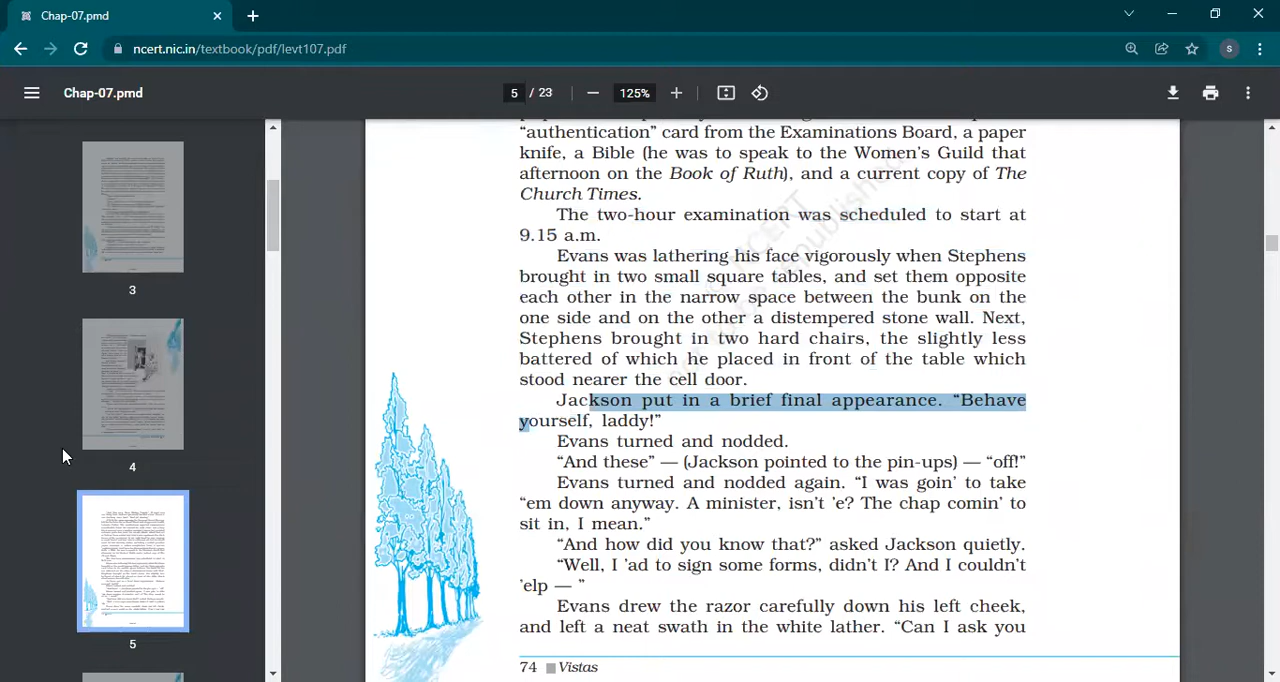 Chap-07.pmd
ncert.nic.in/textbook/pdf/levt107.pdf
S
Chap-07.pmd
5 / 23
125%
3
4
5
“authentication” card from the Examinations Board, a paper
knife, a Bible (he was to speak to the Women’s Guild that
afternoon on the Book of Ruth), and a current copy of The
Church Times.
The two-hour examination was scheduled to start at
9.15 a.m.
Evans was lathering his face vigorously when Stephens
brought in two small square tables, and set them opposite
each other in the narrow space between the bunk on the
one side and on the other a distempered stone wall. Next,
Stephens brought in two hard chairs, the slightly less
battered of which he placed in front of the table which
stood nearer the cell door.
Jackson put in a brief final appearance. “Behave
yourself, laddy!”
Evans turned and nodded.
“And these” — (Jackson pointed to the pin-ups) — “off!”
Evans turned and nodded again. “I was goin’ to take
“em down anyway. A minister, isn’t ’e? The chap comin’ to
sit in, I mean.”
“And how did you know that?” asked Jackson quietly.
“Well, I ’ad to sign some forms, didn’t I? And I couldn’t
’elp — ”
Evans drew the razor carefully down his left cheek,
and left a neat swath in the white lather. “Can I ask you
74 Vistas